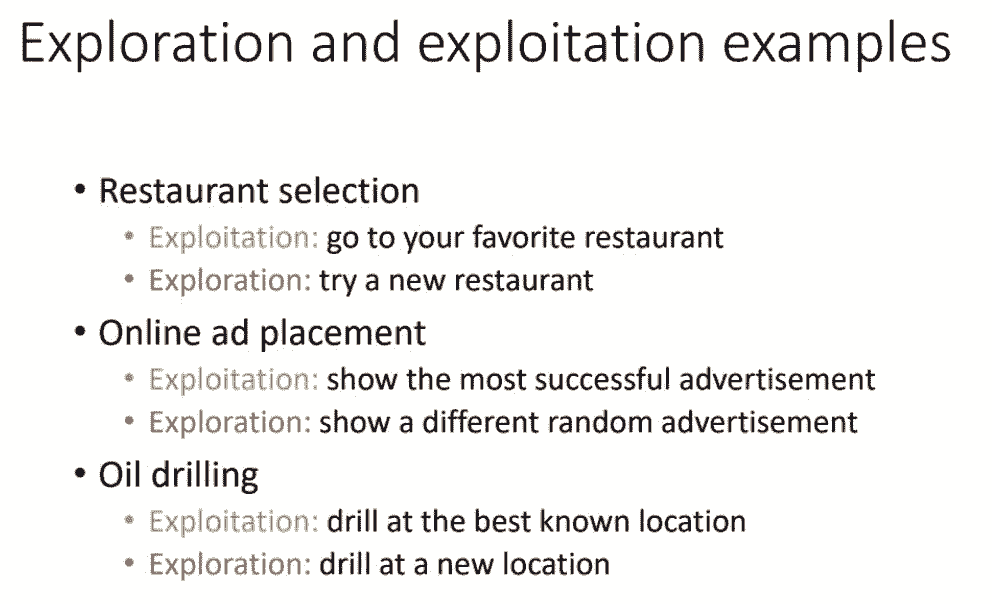 Exploration and exploitation examples
• Restaurant selection
• Exploitation: go to your favorite restaurant
• Exploration: try a new restaurant
• Online ad placement
• Exploitation: show the most successful advertisement
• Exploration: show a different random advertisement
• Oil drilling
• Exploitation: drill at the best known location
• Exploration: drill at a new location